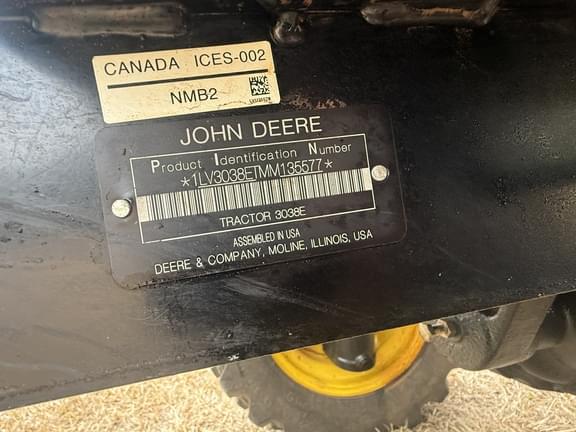 CANADA ICES-002
NMB2
JOHN DEERE
Product Identification Number
*1LV3038ETMM135577*
TRACTOR 3038E
ASSEMBLED IN USA
DEERE & COMPANY, MOLINE, ILLINOIS, USA